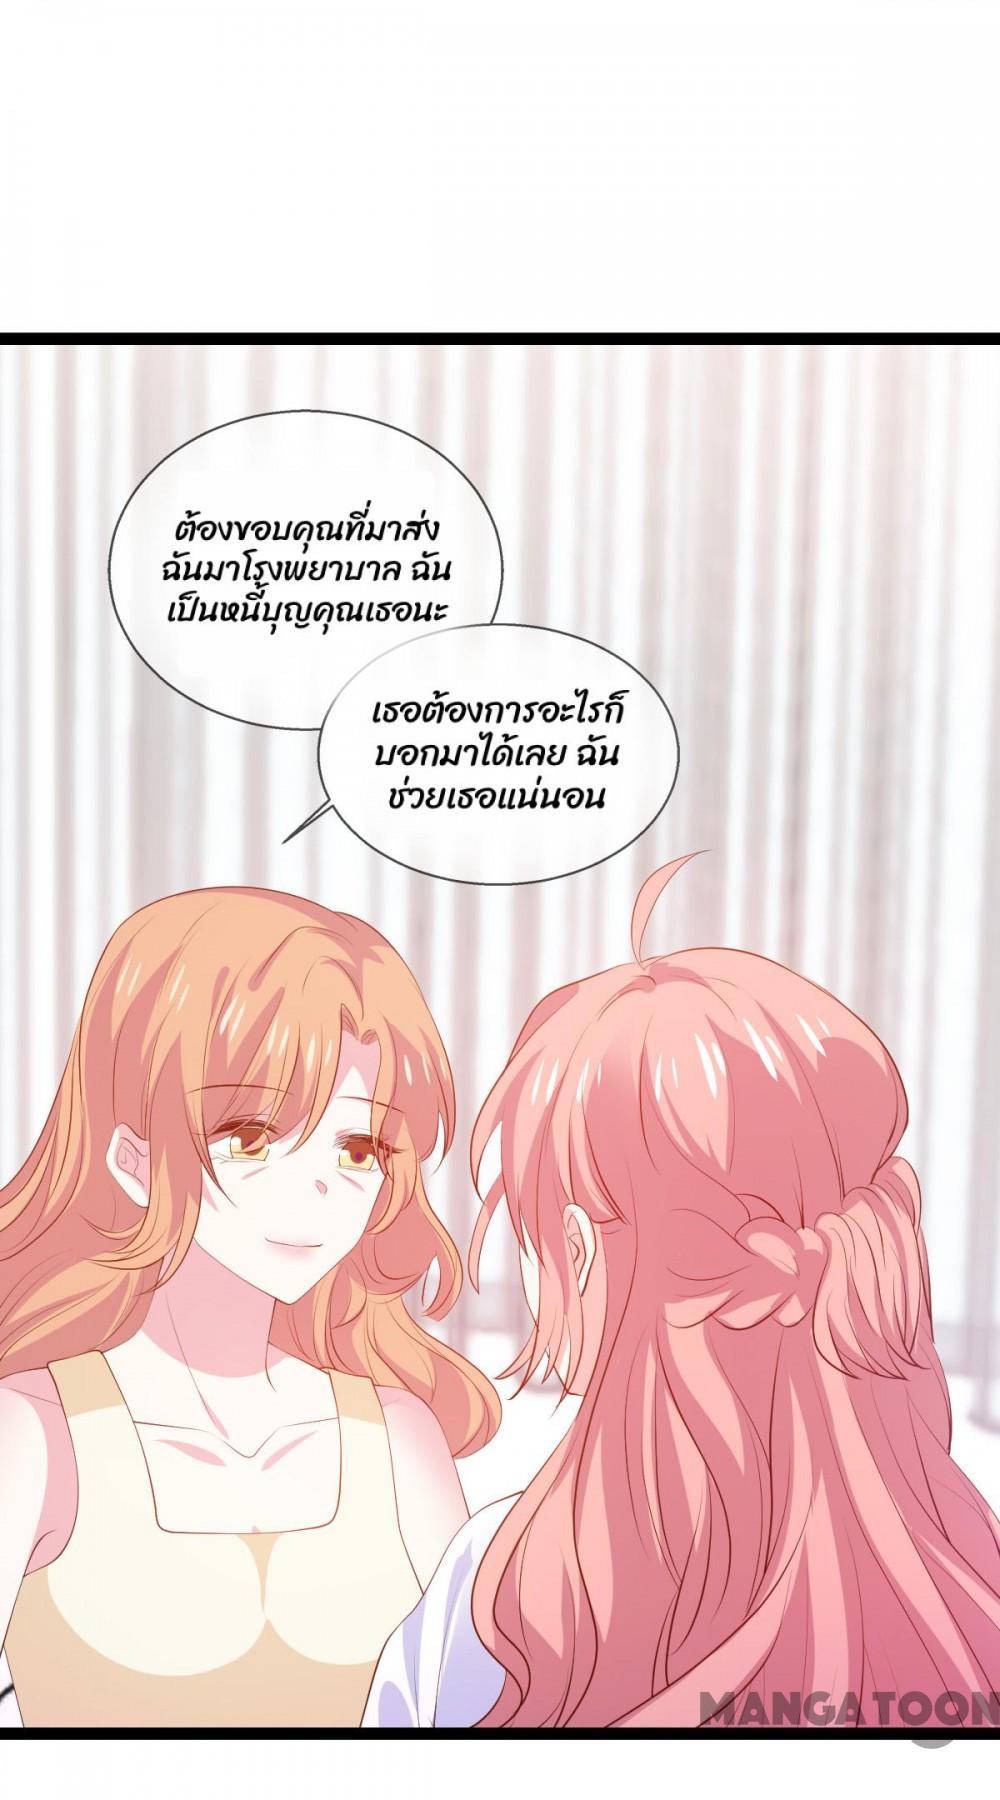 ต้องขอบคุณที่มาส่ง
ฉันมาโรงพยาบาล ฉัน
เป็นหนี้บุญคุณเธอนะ
เธอต้องการอะไรก็
บอกมาได้เลย ฉัน
ช่วยเธอแน่นอน
MANGATOON